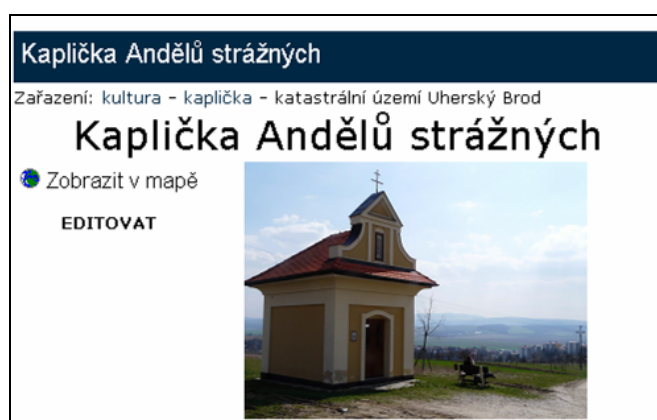 Kaplička Andělů strážných
Zařazení: kultura – kaplička – katastrální území Uherský Brod
Kaplička Andělů strážných
Zobrazit v mapě
EDITOVAT